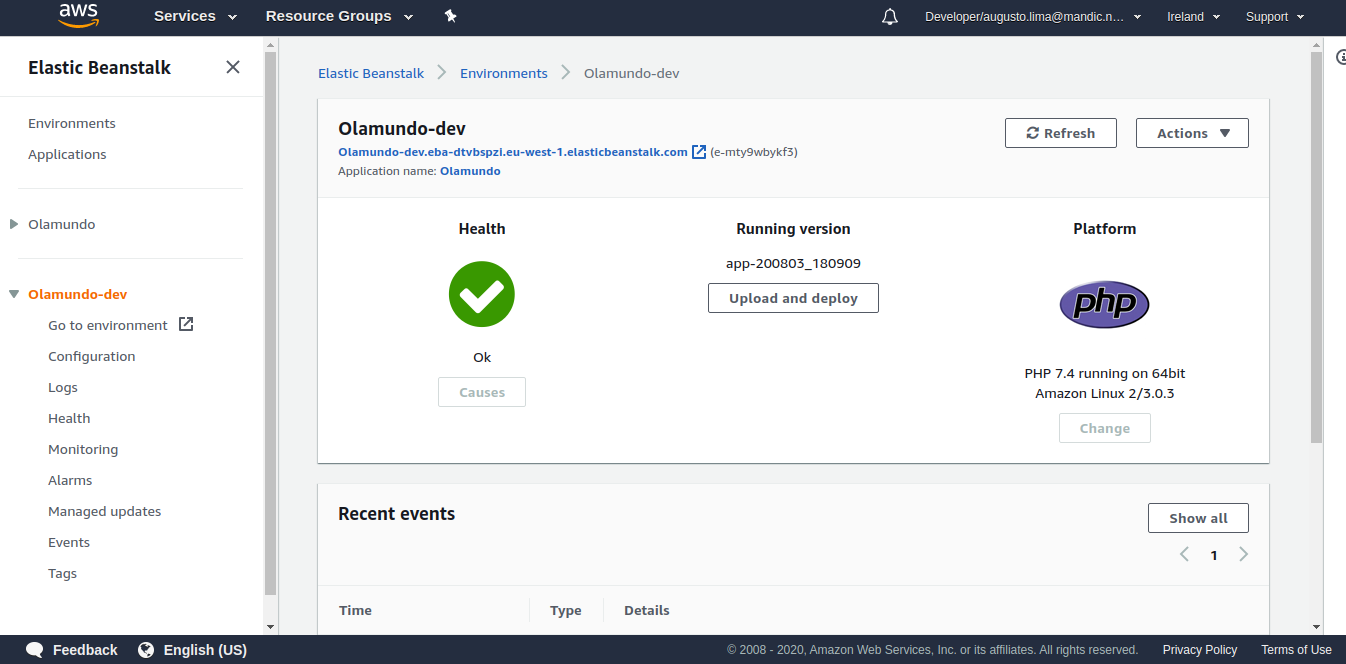 aws
Services
Resource Groups
Developer/augusto.lima@mandic.n...
Ireland
Support
Elastic Beanstalk
Environments
Applications
Olamundo
Olamundo-dev
Go to environment
Configuration
Logs
Health
Monitoring
Alarms
Managed updates
Events
Tags
Elastic Beanstalk
Environments
Olamundo-dev
Olamundo-dev
Refresh
Actions
Olamundo-dev.eba-dtvbspzi.eu-west-1.elasticbeanstalk.com (e-mty9wbykf3)
Application name: Olamundo
Health
Ok
Causes
Running version
app-200803_180909
Upload and deploy
Platform
php
PHP 7.4 running on 64bit
Amazon Linux 2/3.0.3
Change
Recent events
Show all
1
Time
Type
Details
Feedback
English (US)
© 2008 - 2020, Amazon Web Services, Inc. or its affiliates. All rights reserved.
Privacy Policy
Terms of Use